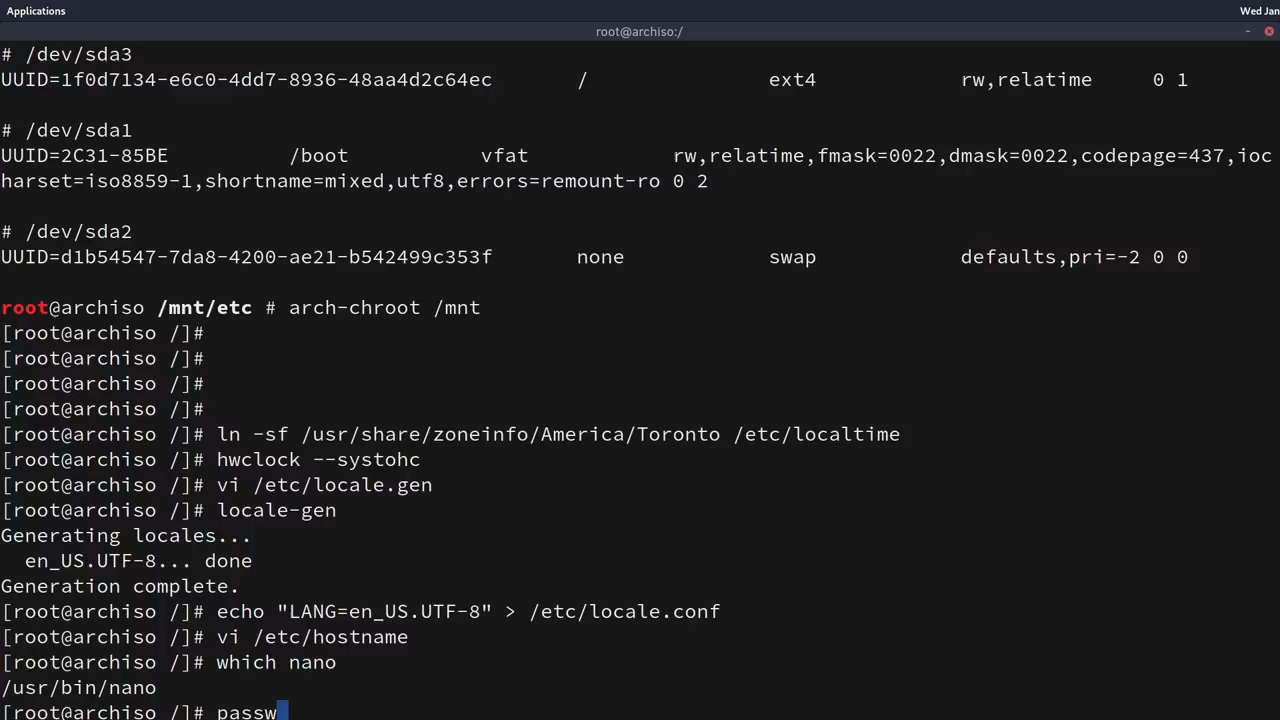 Applications
Wed Jan
root@archiso:/
# /dev/sda3
UUID=1f0d7134-e6c0-4dd7-8936-48aa4d2c64ec / ext4 rw,relatime 0 1
# /dev/sda1
UUID=2C31-85BE /boot vfat rw,relatime,fmask=0022,dmask=0022,codepage=437,ioc
harset=iso8859-1,shortname=mixed,utf8,errors=remount-ro 0 2
# /dev/sda2
UUID=d1b54547-7da8-4200-ae21-b542499c353f none swap defaults,pri=-2 0 0
root@archiso /mnt/etc # arch-chroot /mnt
[root@archiso /]#
[root@archiso /]#
[root@archiso /]#
[root@archiso /]#
[root@archiso /]# ln -sf /usr/share/zoneinfo/America/Toronto /etc/localtime
[root@archiso /]# hwclock --systohc
[root@archiso /]# vi /etc/locale.gen
[root@archiso /]# locale-gen
Generating locales...
en_US.UTF-8... done
Generation complete.
[root@archiso /]# echo "LANG=en_US.UTF-8" > /etc/locale.conf
[root@archiso /]# vi /etc/hostname
[root@archiso /]# which nano
/usr/bin/nano
[root@archiso /]# passw